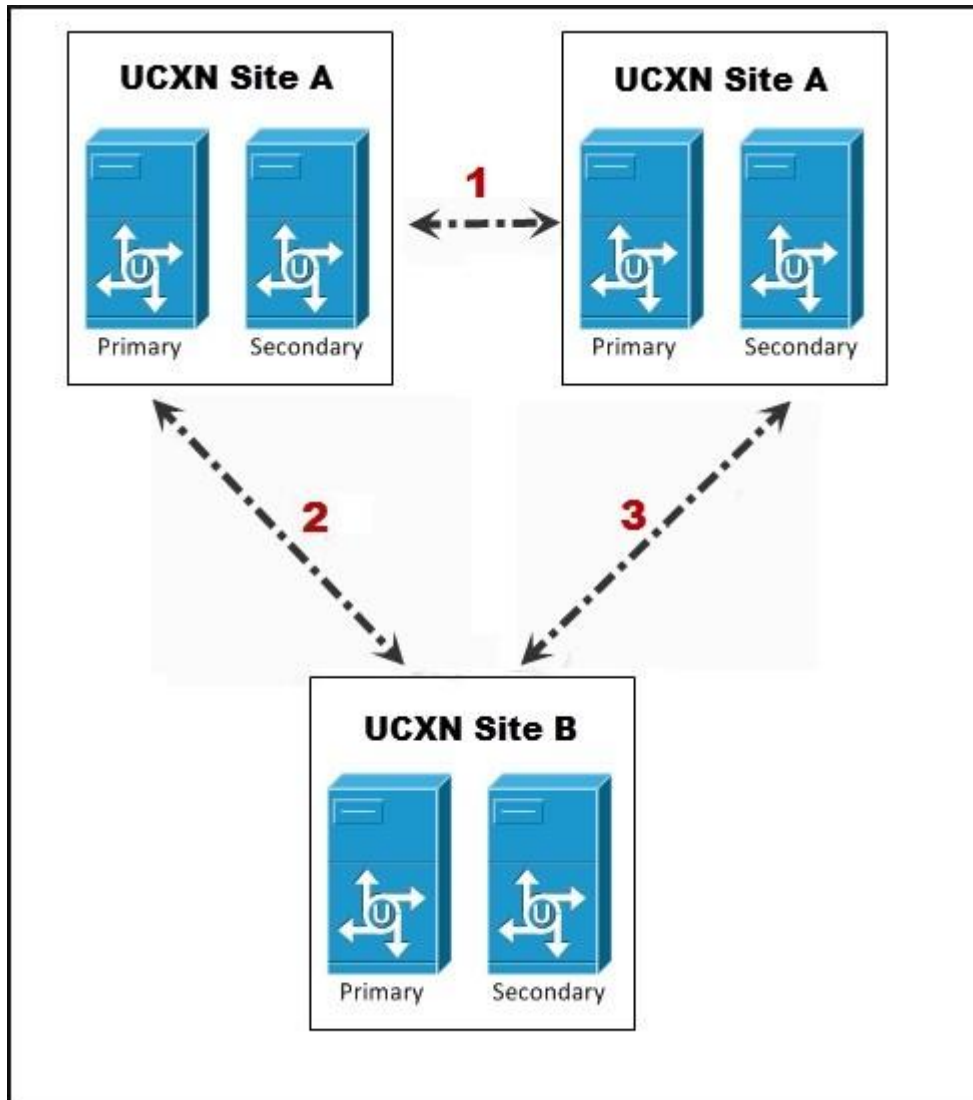 UCXN Site A
UCXN Site A
U
U
U
U
Primary
Secondary
Primary
Secondary
1
2
3
UCXN Site B
U
U
Primary
Secondary